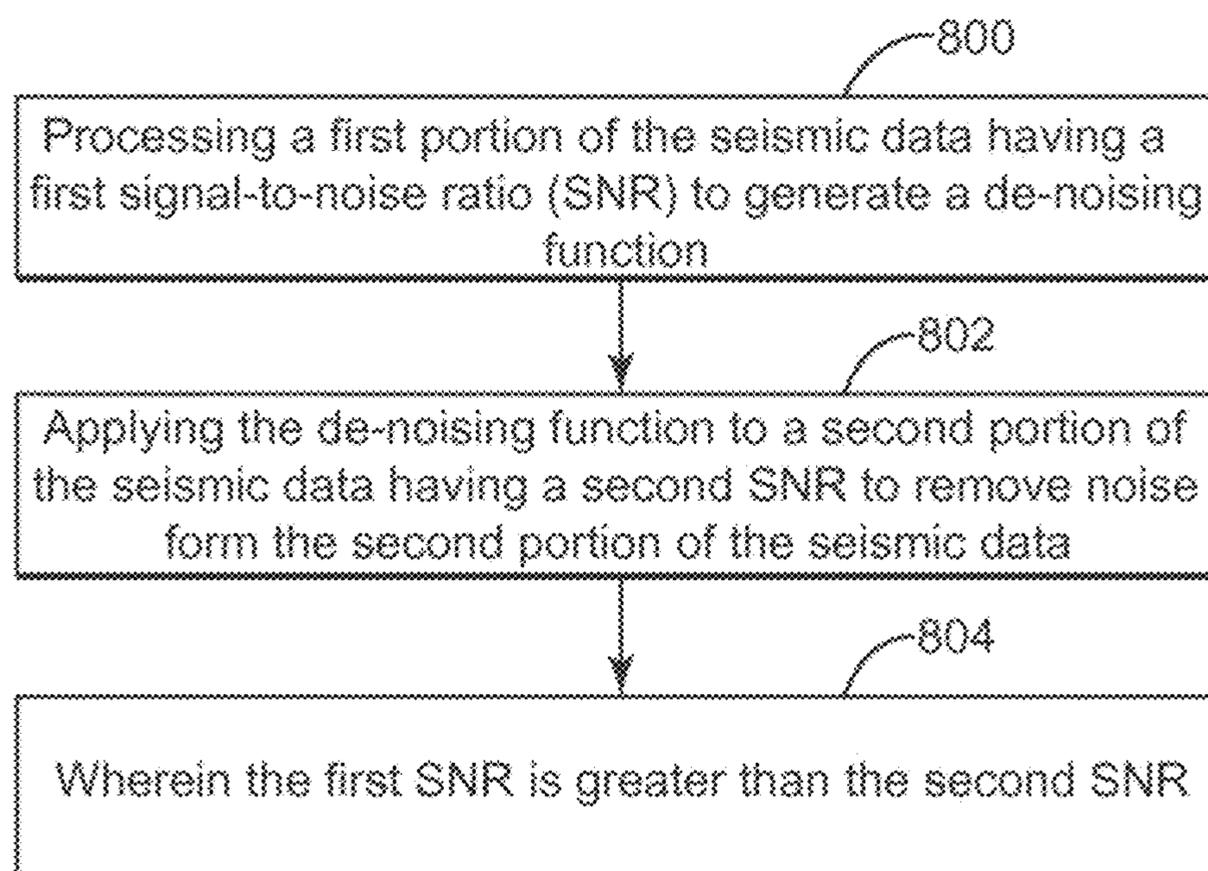 800
Processing a first portion of the seismic data having a
first signal-to-noise ratio (SNR) to generate a de-noising
function
802
Applying the de-noising function to a second portion of
the seismic data having a second SNR to remove noise
form the second portion of the seismic data
804
Wherein the first SNR is greater than the second SNR